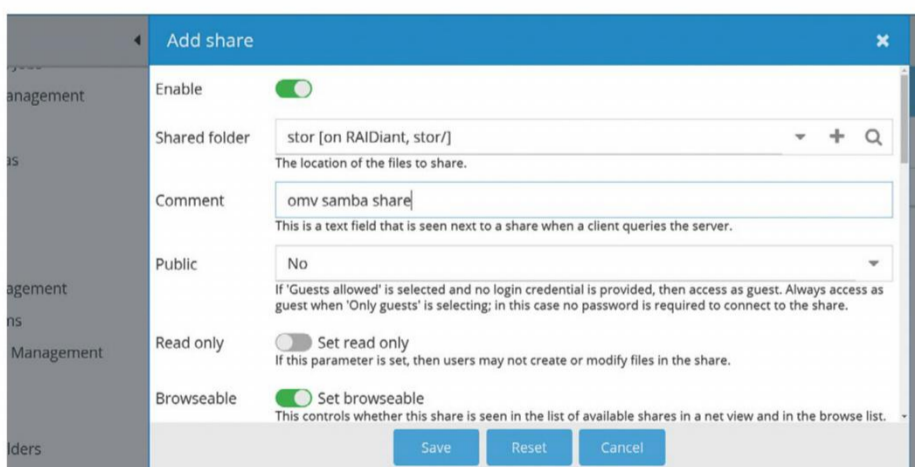 Add share
anagement
as
agement
ns
Management
lders
Enable
Shared folder
stor [on RAIDiant, stor/]
The location of the files to share.
Comment
omv samba share
This is a text field that is seen next to a share when a client queries the server.
Public
No
If 'Guests allowed' is selected and no login credential is provided, then access as guest. Always access as
guest when 'Only guests' is selecting; in this case no password is required to connect to the share.
Read only
Set read only
If this parameter is set, then users may not create or modify files in the share.
Browseable
Set browseable
This controls whether this share is seen in the list of available shares in a net view and in the browse list.
Save
Reset
Cancel